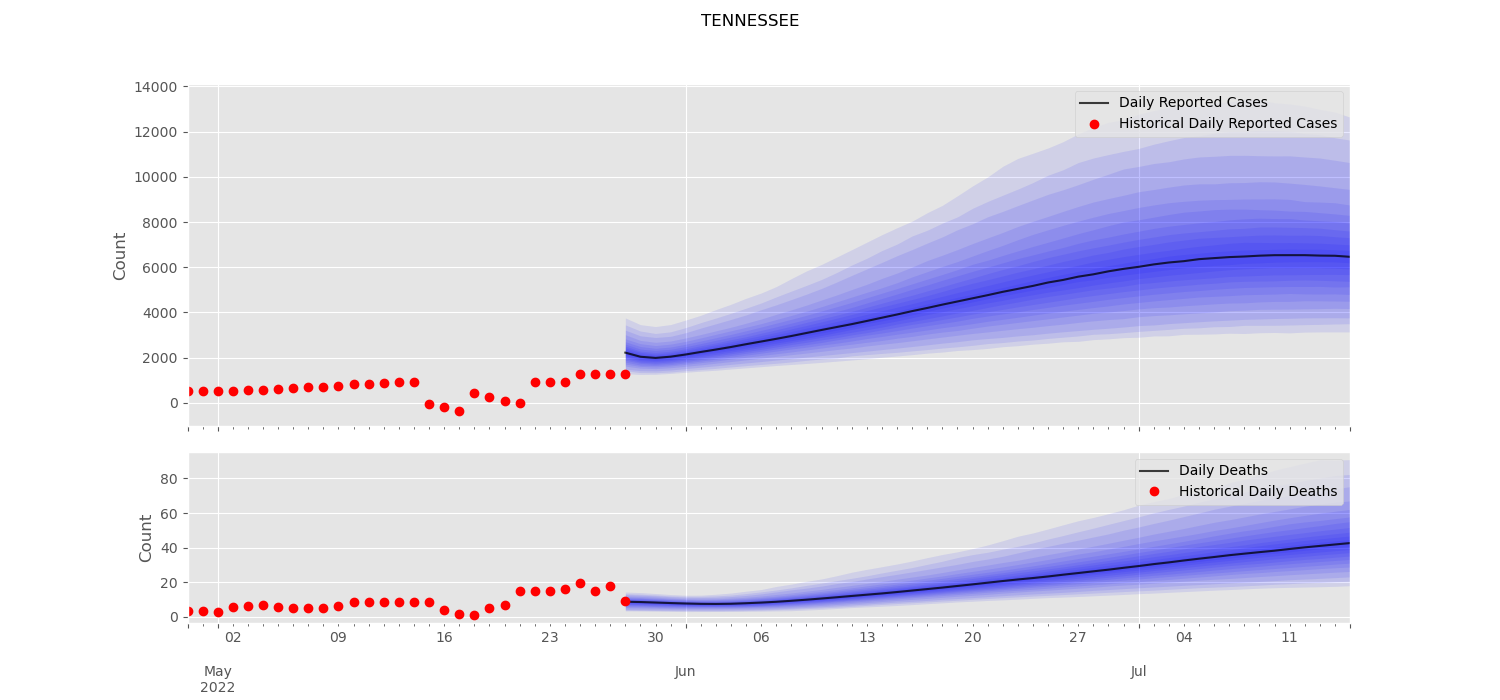 TENNESSEE
14000
12000
10000
8000
6000
4000
2000
0
Count
Daily Reported Cases
Historical Daily Reported Cases
80
60
40
20
0
Count
Daily Deaths
Historical Daily Deaths
02 09 16 23 30 06 13 20 27 04 11
May Jun Jul
2022